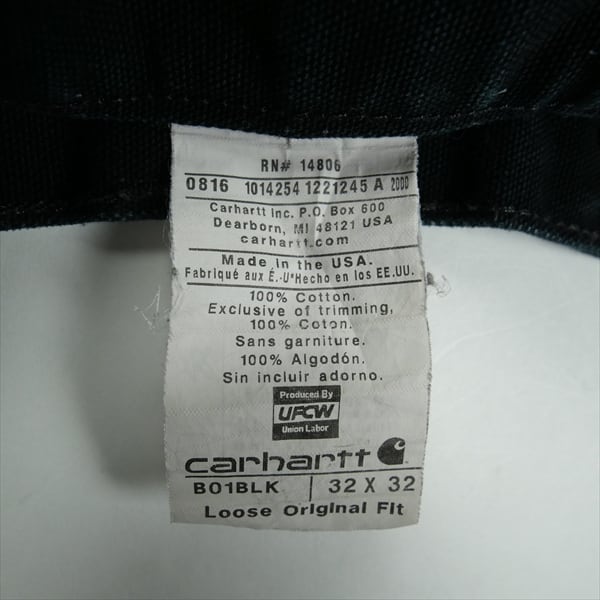 RN# 14806
0816 1014254 1221245 A 2000
Carhartt Inc. P.O. Box 600
Dearborn, MI 48121 USA
carhartt.com
Made in the USA.
Fabriqué aux É.-U*Hecho en los EE.UU.
100% Cotton.
Exclusive of trimming,
100% Coton.
Sans garniture.
100% Algodón.
Sin incluir adorno.
Produced By
UFCW
Union Labor
carhartt
B01BLK 32 X 32
Loose Original Fit